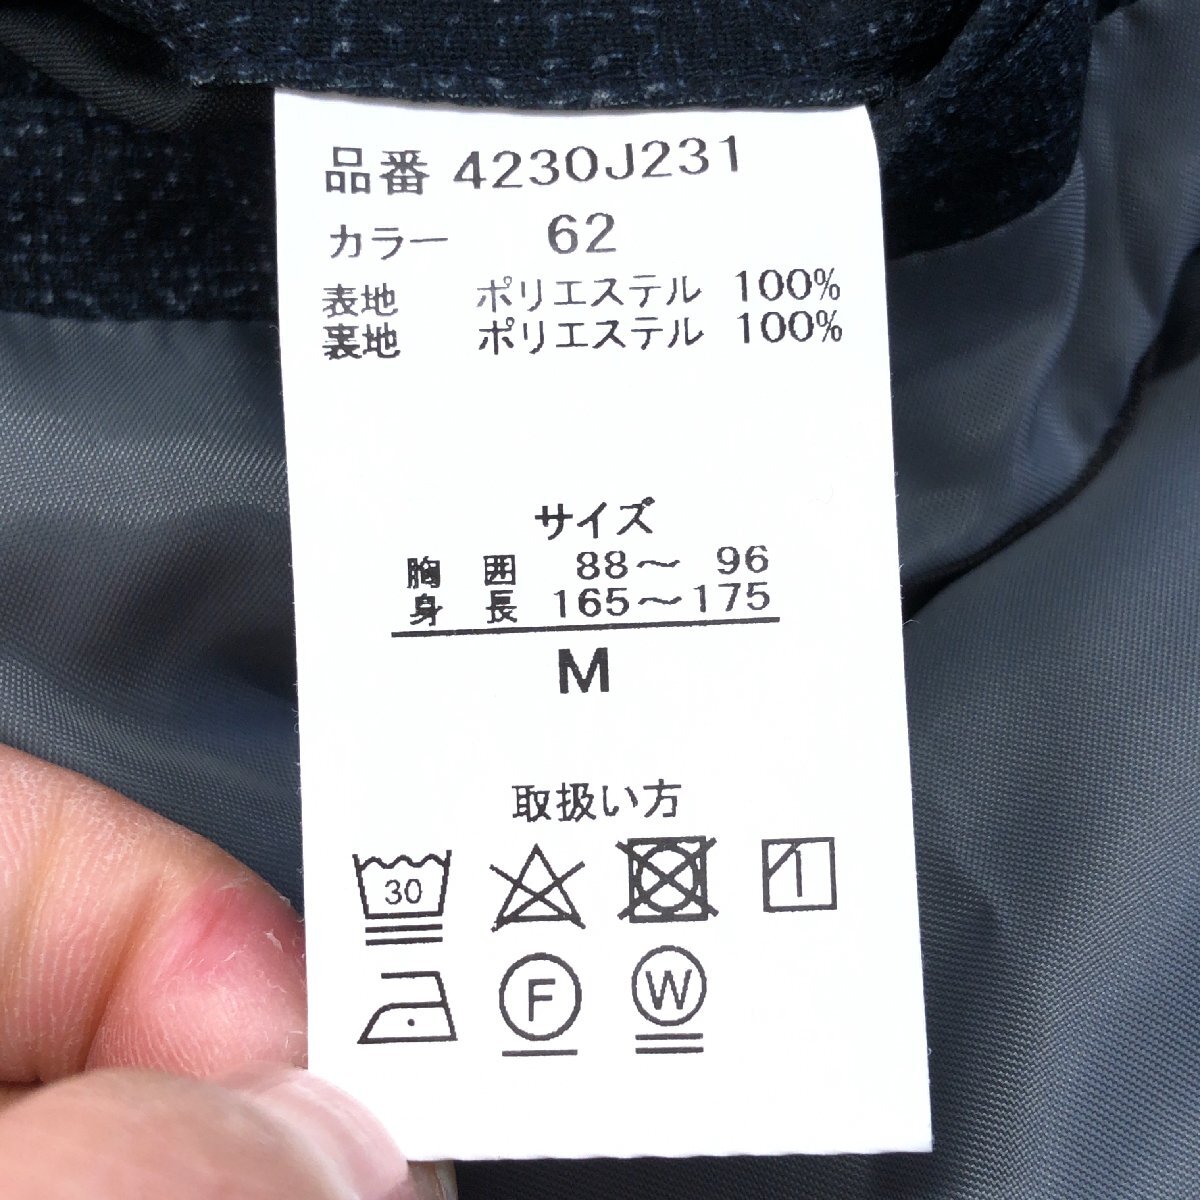 品番 4230J231
カラー 62
表地 ポリエステル 100%
裏地 ポリエステル 100%
サイズ
胸 囲 88～ 96
身 長 165～175
M
取扱い方
30
F
W